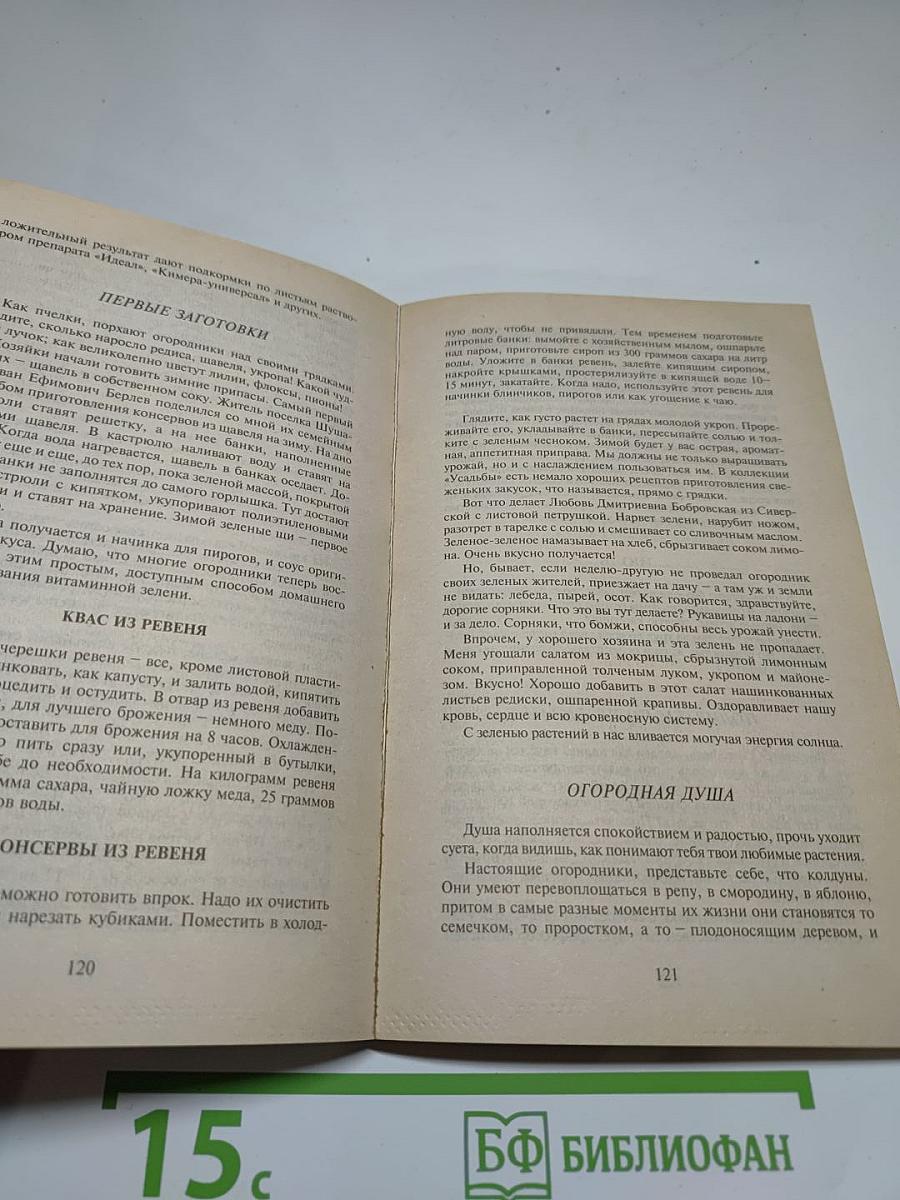 ложительный результат дают подкормки по листьям раство-
ром препарата «Идеал», «Кимера-универсал» и других.
ПЕРВЫЕ ЗАГОТОВКИ
Как пчелки, порхают огородники над своими грядками.
дите, сколько наросло редиса, щавеля, укропа! Какой чуд-
лучок; как великолепно цветут лилии, флоксы, пионы!
Хозяйки начали готовить зимние припасы. Самый первый
их – щавель в собственном соку. Житель поселка Шуша-
ван Ефимович Берлев поделился со мной их семейным
бом приготовления консервов из щавеля на зиму. На дно
ли ставят решетку, а на нее банки, наполненные
ми щавеля. В кастрюлю наливают воду и ставят на
Когда вода нагревается, щавель в банках оседает. До-
еще и еще, до тех пор, пока зеленой массой, покрытой
анки не заполнятся до самого горлышка. Тут достают
стрюли с кипятком, укупоривают полиэтиленовыми
и и ставят на хранение. Зимой зеленые щи – первое
о.
а получается и начинка для пирогов, и соус ориги-
куса. Думаю, что многие огородники теперь вос-
этим простым, доступным способом домашнего
вания витаминной зелени.
КВАС ИЗ РЕВЕНЯ
черешки ревеня – все, кроме листовой пласти-
инковать, как капусту, и залить водой, кипятить
оцедить и остудить. В отвар из ревеня добавить
, для лучшего брожения – немного меду. По-
оставить для брожения на 8 часов. Охлажден-
о пить сразу или, укупоренный в бутылки,
бе до необходимости. На килограмм ревеня
мма сахара, чайную ложку меда, 25 граммов
ов воды.
ОНСЕРВЫ ИЗ РЕВЕНЯ
можно готовить впрок. Надо их очистить
нарезать кубиками. Поместить в холод-
120
ную воду, чтобы не привядали. Тем временем подготовьте
литровые банки: вымойте с хозяйственным мылом, ошпарьте
над паром, приготовьте сироп из 300 граммов сахара на литр
воды. Уложите в банки ревень, залейте кипящим сиропом,
накройте крышками, простерилизуйте в кипящей воде 10–
15 минут, закатайте. Когда надо, используйте этот ревень для
начинки блинчиков, пирогов или как угощение к чаю.
Глядите, как густо растет на грядах молодой укроп. Проре-
живайте его, укладывайте в банки, пересыпайте солью и толк-
ките с зеленым чесноком. Зимой будет у вас острая, аромат-
ная, аппетитная приправа. Мы должны не только выращивать
урожай, но и с наслаждением пользоваться им. В коллекции
«Усадьбы» есть немало хороших рецептов приготовления све-
женьких закусок, что называется, прямо с грядки.
Вот что делает Любовь Дмитриевна Бобровская из Сивер-
ской с листовой петрушкой. Нарвет зелени, нарубит ножом,
разотрет в тарелке с солью и смешивает со сливочным маслом.
Зеленое-зеленое намазывает на хлеб, сбрызгивает соком лимо-
на. Очень вкусно получается!
Но, бывает, если неделю-другую не проведал огородник
своих зеленых жителей, приезжает на дачу – а там уж и земли
не видать: лебеда, пырей, осот. Как говорится, здравствуйте,
дорогие сорняки. Что это вы тут делаете? Рукавицы на ладони –
и за дело. Сорняки, что бомжи, способны весь урожай унести.
Впрочем, у хорошего хозяина и эта зелень не пропадает.
Меня угощали салатом из мокрицы, сбрызнутой лимонным
соком, приправленной толченым луком, укропом и майоне-
зом. Вкусно! Хорошо добавить в этот салат нашинкованных
листьев редиски, ошпаренной крапивы. Оздоравливает нашу
кровь, сердце и всю кровеносную систему.
С зеленью растений в нас вливается могучая энергия солнца.
ОГОРОДНАЯ ДУША
Душа наполняется спокойствием и радостью, прочь уходит
суета, когда видишь, как понимают тебя твои любимые растения.
Настоящие огородники, представьте себе, что колдуны.
Они умеют перевоплощаться в репу, в смородину, в яблоню,
притом в самые разные моменты их жизни они становятся то
семечком, то проростком, а то – плодоносящим деревом, и
121
15 с
БФ БИБЛИОФАН